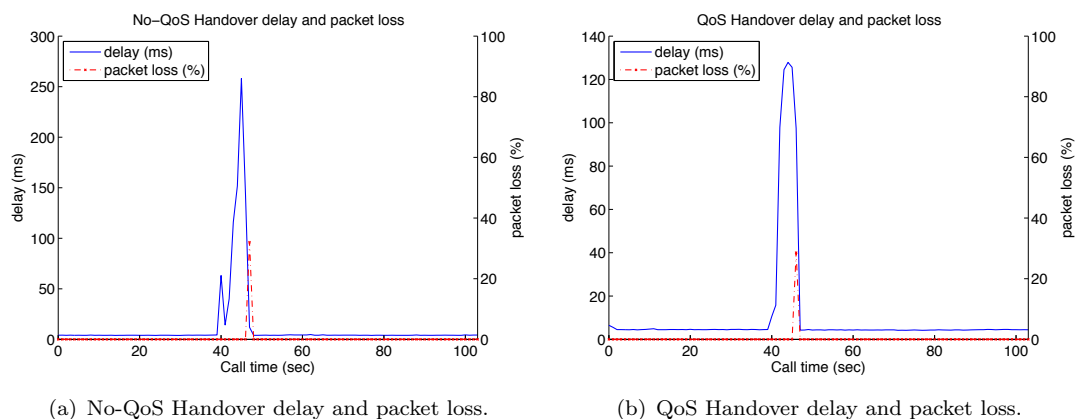 No−QoS Handover delay and packet loss
300
250
200
150
100
50
0
delay (ms)
100
80
60
40
20
0
packet loss (%)
0 20 40 60 80 100
Call time (sec)
delay (ms)
packet loss (%)
(a) No-QoS Handover delay and packet loss.
QoS Handover delay and packet loss
140
120
100
80
60
40
20
0
delay (ms)
100
80
60
40
20
0
packet loss (%)
0 20 40 60 80 100
Call time (sec)
delay (ms)
packet loss (%)
(b) QoS Handover delay and packet loss.